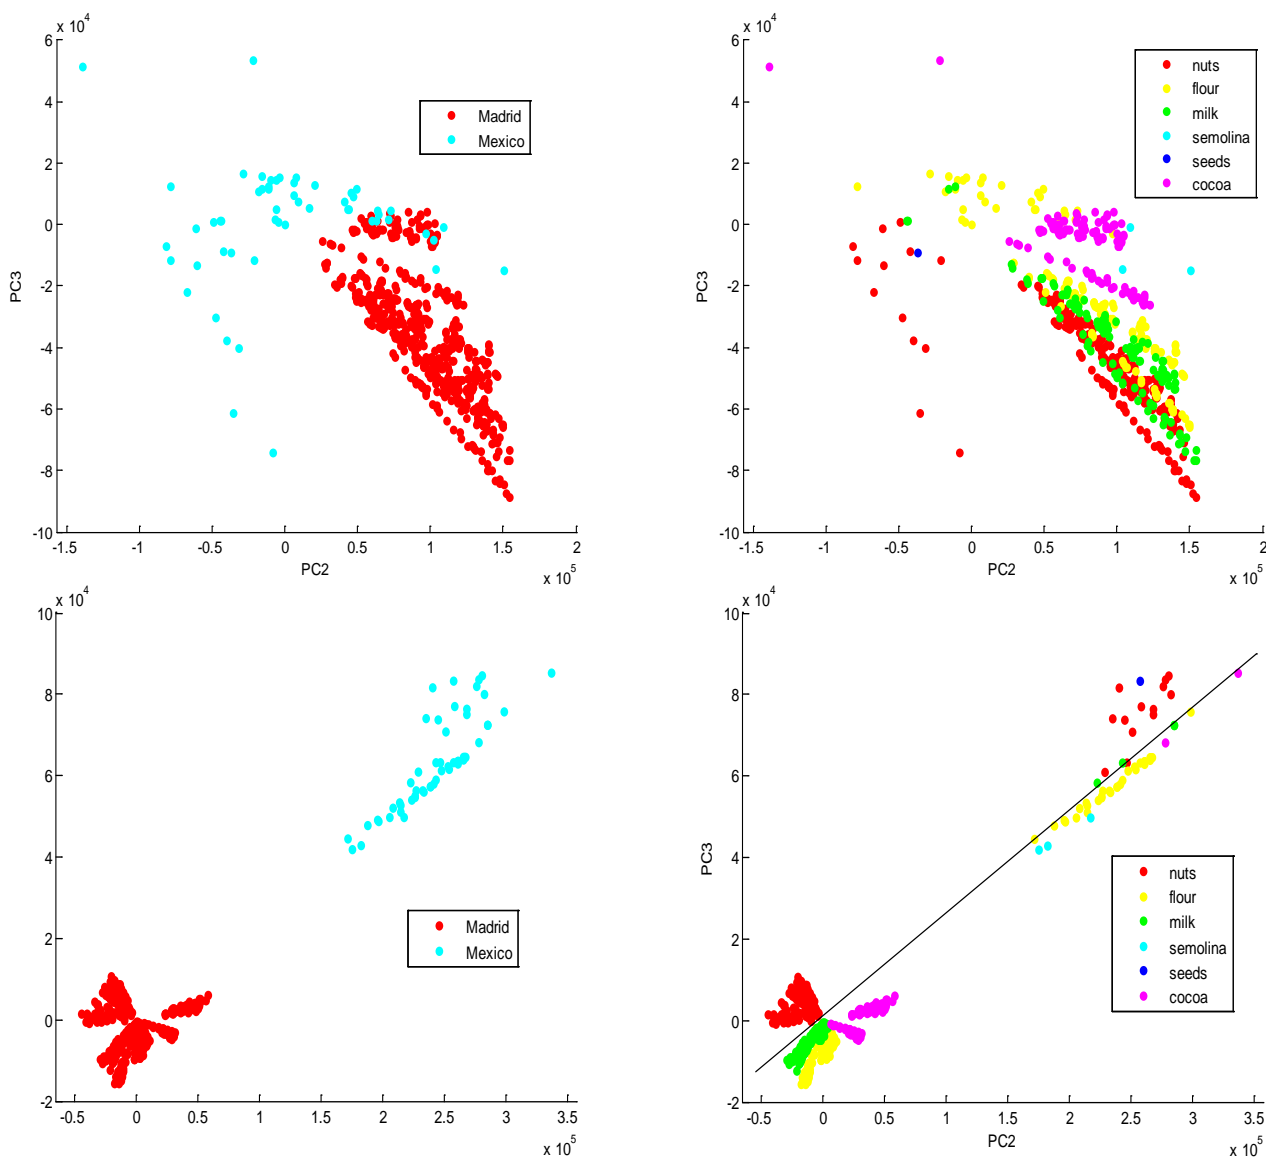 x 10^4
6
4
2
0
-2
-4
-6
-8
-10
PC3
-1.5
-1
-0.5
0
0.5
1
1.5
2
PC2
x 10^5
Madrid
Mexico
x 10^4
6
4
2
0
-2
-4
-6
-8
-10
PC3
-1.5
-1
-0.5
0
0.5
1
1.5
2
PC2
x 10^5
nuts
flour
milk
semolina
seeds
cocoa
x 10^4
10
8
6
4
2
0
-2
-0.5
0
0.5
1
1.5
2
2.5
3
3.5
x 10^5
Madrid
Mexico
x 10^4
10
8
6
4
2
0
-2
PC3
-0.5
0
0.5
1
1.5
2
2.5
3
3.5
PC2
x 10^5
nuts
flour
milk
semolina
seeds
cocoa